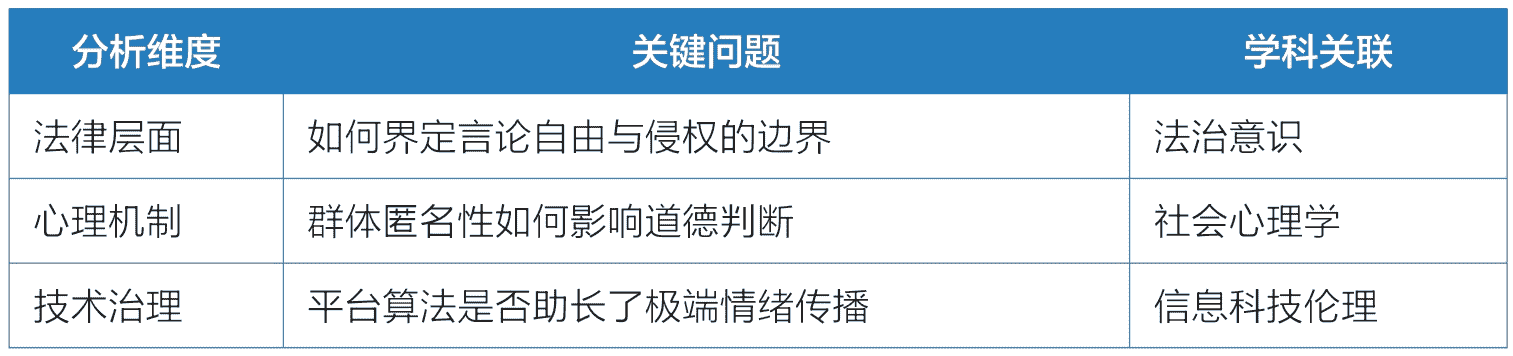 分析维度 关键问题 学科关联
法律层面 如何界定言论自由与侵权的边界 法治意识
心理机制 群体匿名性如何影响道德判断 社会心理学
技术治理 平台算法是否助长了极端情绪传播 信息科技伦理